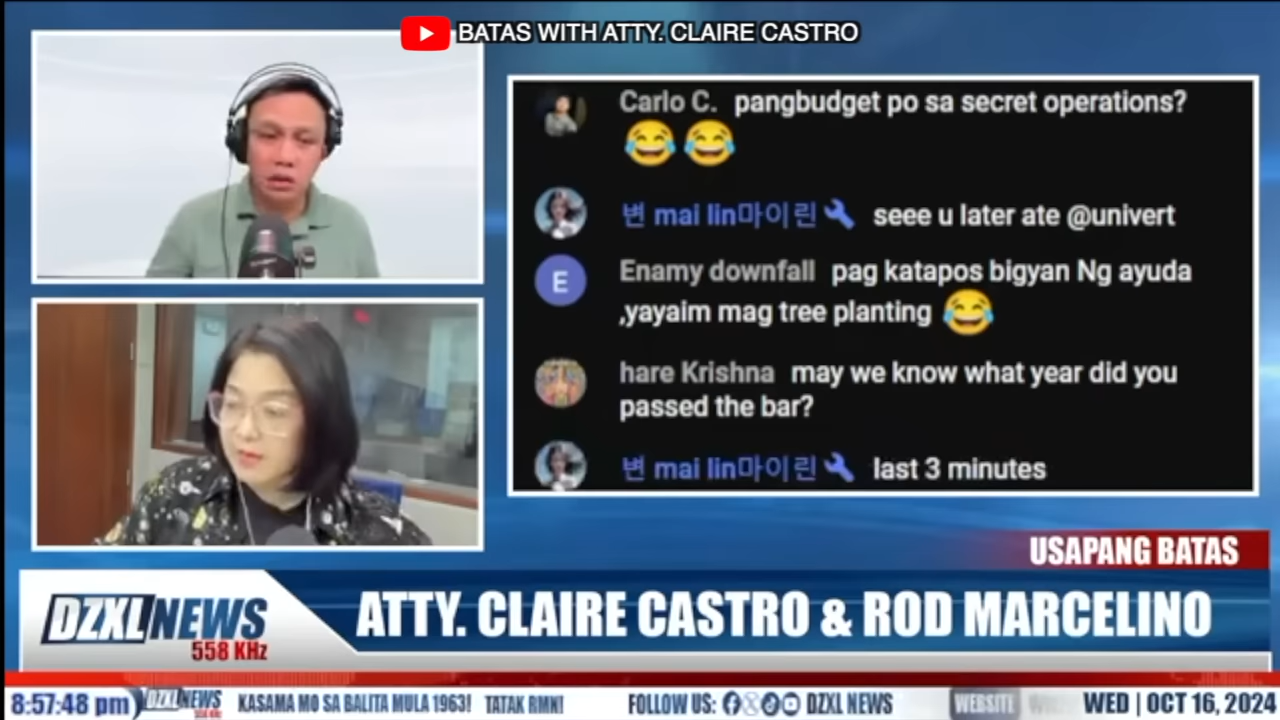 BATAS WITH ATTY. CLAIRE CASTRO
Carlo C. pangbudget po sa secret operations?
😂😂
변 mai lin마이린🔧 seee u later ate @univert
E
Enamy downfall pag katapos bigyan Ng ayuda
,yayaim mag tree planting 😂
hare Krishna may we know what year did you
passed the bar?
변 mai lin마이린🔧 last 3 minutes
USAPANG BATAS
DZXL NEWS
558 KHz
ATTY. CLAIRE CASTRO & ROD MARCELINO
8:57:48 pm
DZXL NEWS
KASAMA MO SA BALITA MULA 1963! TATAK RMN!
FOLLOW US: DZXL NEWS
WEBSITE
WED | OCT 16, 2024